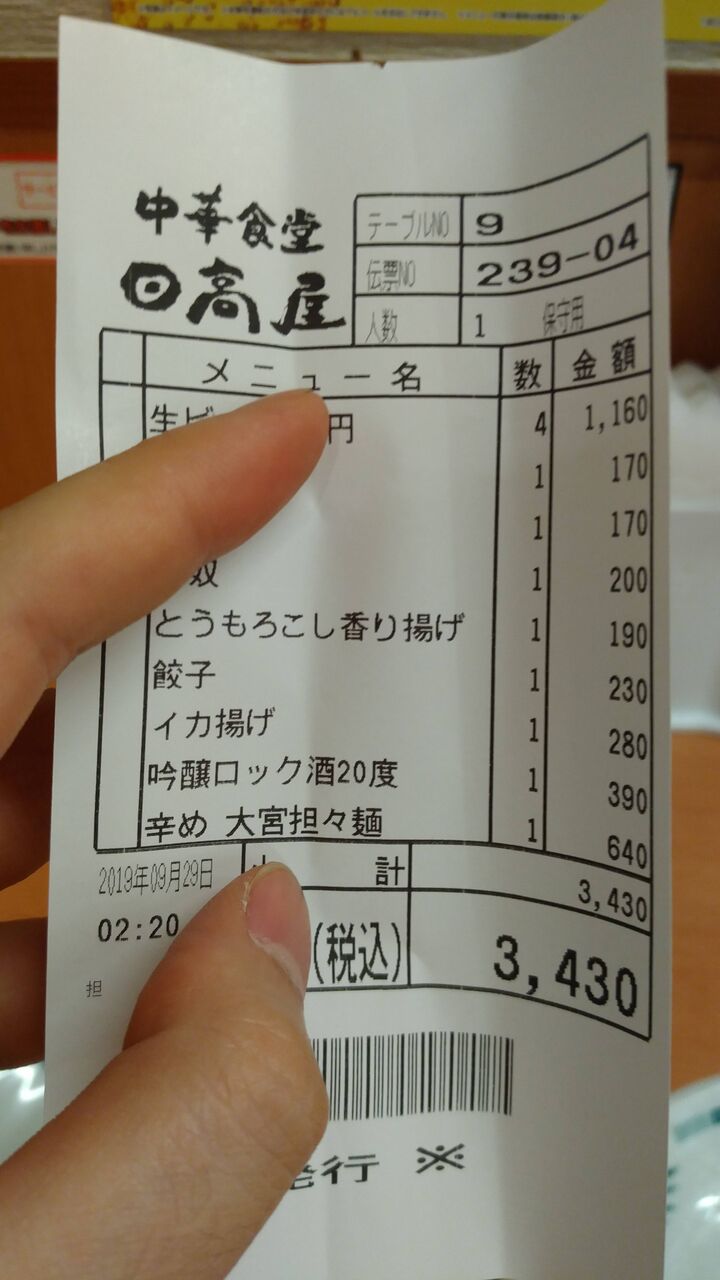 中華食堂
日高屋
テーブルNO 9
伝票NO 239-04
人数 1 保守用
メニュー名 数 金額
生ビ 円 4 1,160
1 170
1 170
奴 1 200
とうもろこし香り揚げ 1 190
餃子 1 230
イカ揚げ 1 280
吟醸ロック酒20度 1 390
辛め 大宮担々麺 1 640
2019年09月29日 計 3,430
02:20 (税込) 3,430
担
発行 ※